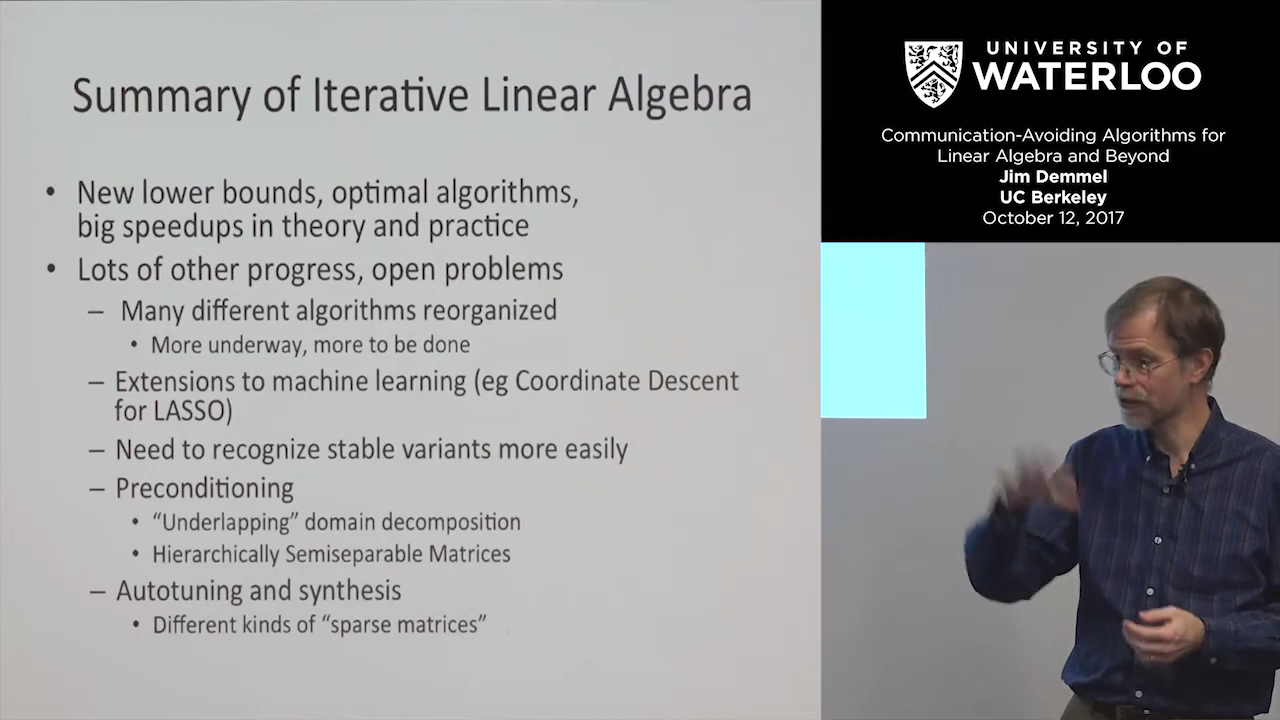 Summary of Iterative Linear Algebra
• New lower bounds, optimal algorithms,
big speedups in theory and practice
• Lots of other progress, open problems
– Many different algorithms reorganized
• More underway, more to be done
– Extensions to machine learning (eg Coordinate Descent
for LASSO)
– Need to recognize stable variants more easily
– Preconditioning
• “Underlapping” domain decomposition
• Hierarchically Semiseparable Matrices
– Autotuning and synthesis
• Different kinds of “sparse matrices”
UNIVERSITY OF
WATERLOO
Communication-Avoiding Algorithms for
Linear Algebra and Beyond
Jim Demmel
UC Berkeley
October 12, 2017